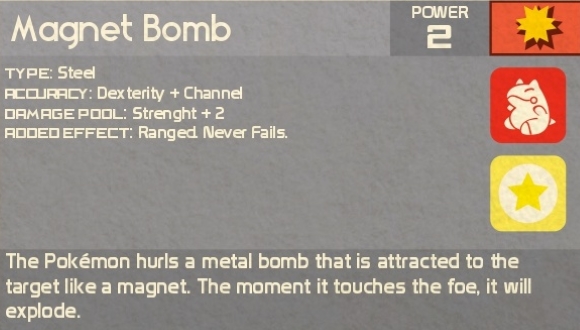 Magnet Bomb
POWER
2
TYPE: Steel
ACCURACY: Dexterity + Channel
DAMAGE POOL: Strenght + 2
ADDED EFFECT: Ranged. Never Fails.
The Pokémon hurls a metal bomb that is attracted to the
target like a magnet. The moment it touches the foe, it will
explode.